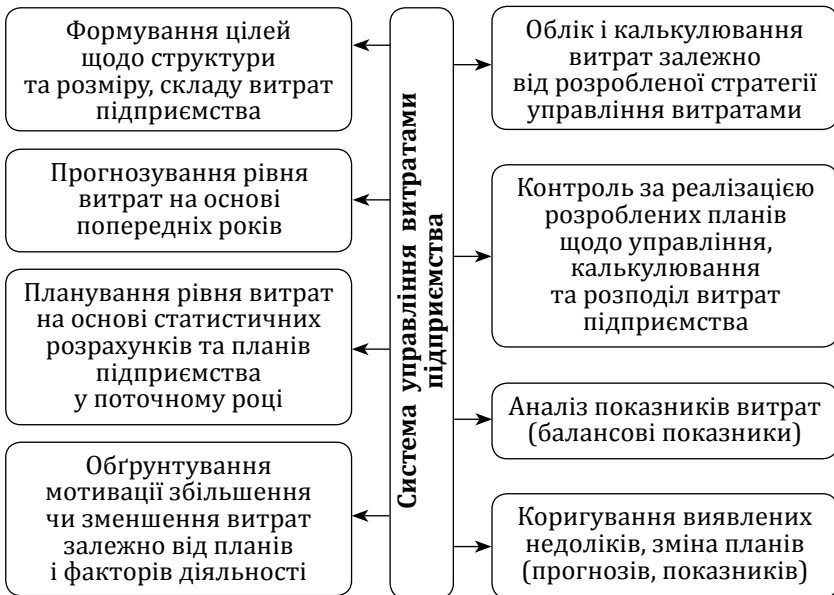 Формування цілей
щодо структури
та розміру, складу витрат
підприємства
Прогнозування рівня
витрат на основі
попередніх років
Планування рівня витрат
на основі статистичних
розрахунків та планів
підприємства
у поточному році
Обґрунтування
мотивації збільшення
чи зменшення витрат
залежно від планів
і факторів діяльності
Система управління витратами
підприємства
Облік і калькулювання
витрат залежно
від розробленої стратегії
управління витратами
Контроль за реалізацією
розроблених планів
щодо управління,
калькулювання
та розподіл витрат
підприємства
Аналіз показників витрат
(балансові показники)
Коригування виявлених
недоліків, зміна планів
(прогнозів, показників)